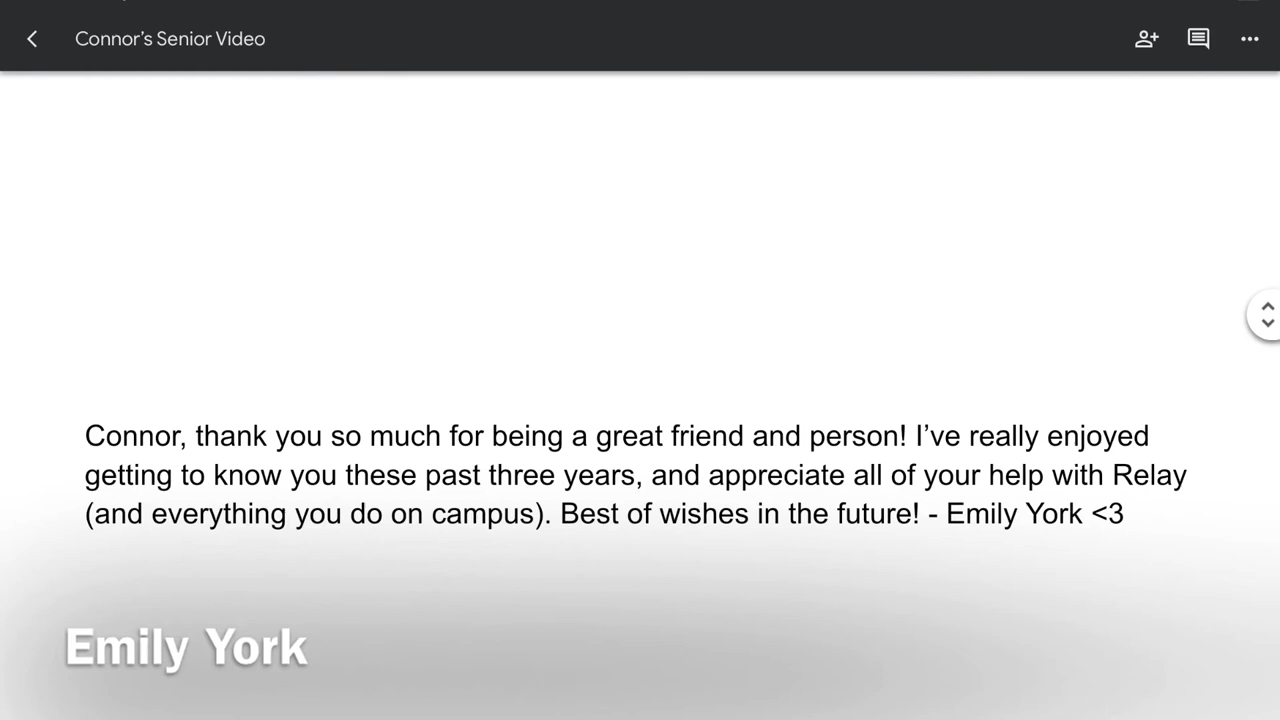 Connor’s Senior Video
Connor, thank you so much for being a great friend and person! I’ve really enjoyed
getting to know you these past three years, and appreciate all of your help with Relay
(and everything you do on campus). Best of wishes in the future! - Emily York <3
Emily York